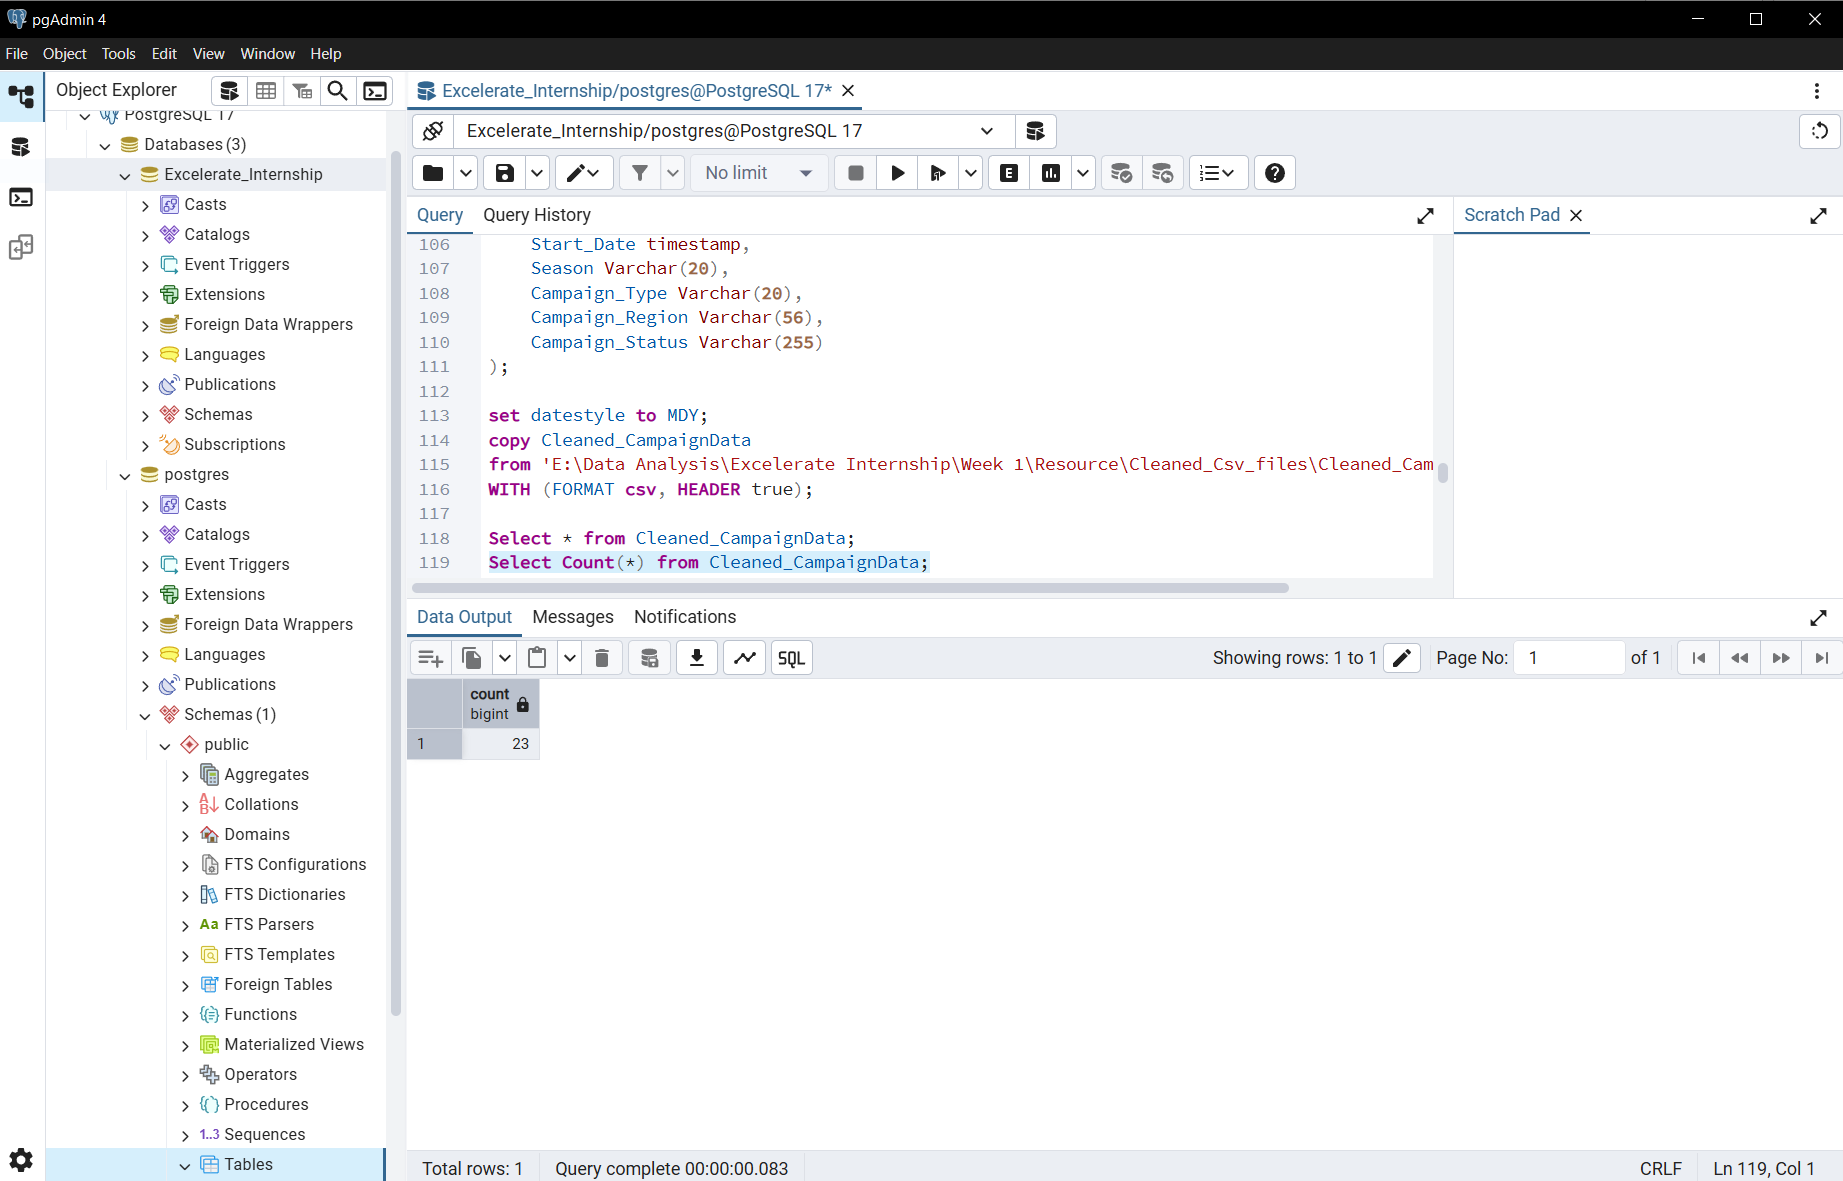 pgAdmin 4
File Object Tools Edit View Window Help
Object Explorer
PostgreSQL 17
Databases (3)
Excelerate_Internship
Casts
Catalogs
Event Triggers
Extensions
Foreign Data Wrappers
Languages
Publications
Schemas
Subscriptions
postgres
Casts
Catalogs
Event Triggers
Extensions
Foreign Data Wrappers
Languages
Publications
Schemas (1)
public
Aggregates
Collations
Domains
FTS Configurations
FTS Dictionaries
Aa FTS Parsers
FTS Templates
Foreign Tables
Functions
Materialized Views
Operators
Procedures
1..3 Sequences
Tables
Excelerate_Internship/postgres@PostgreSQL 17*
Excelerate_Internship/postgres@PostgreSQL 17
No limit
E
Query Query History
Scratch Pad
106 Start_Date timestamp,
107 Season Varchar(20),
108 Campaign_Type Varchar(20),
109 Campaign_Region Varchar(56),
110 Campaign_Status Varchar(255)
111 );
112
113 set datestyle to MDY;
114 copy Cleaned_CampaignData
115 from 'E:\Data Analysis\Excelerate Internship\Week 1\Resource\Cleaned_Csv_files\Cleaned_Cam
116 WITH (FORMAT csv, HEADER true);
117
118 Select * from Cleaned_CampaignData;
119 Select Count(*) from Cleaned_CampaignData;
Data Output Messages Notifications
SQL
Showing rows: 1 to 1
Page No: 1 of 1
count
bigint
1 23
Total rows: 1 Query complete 00:00:00.083
CRLF Ln 119, Col 1